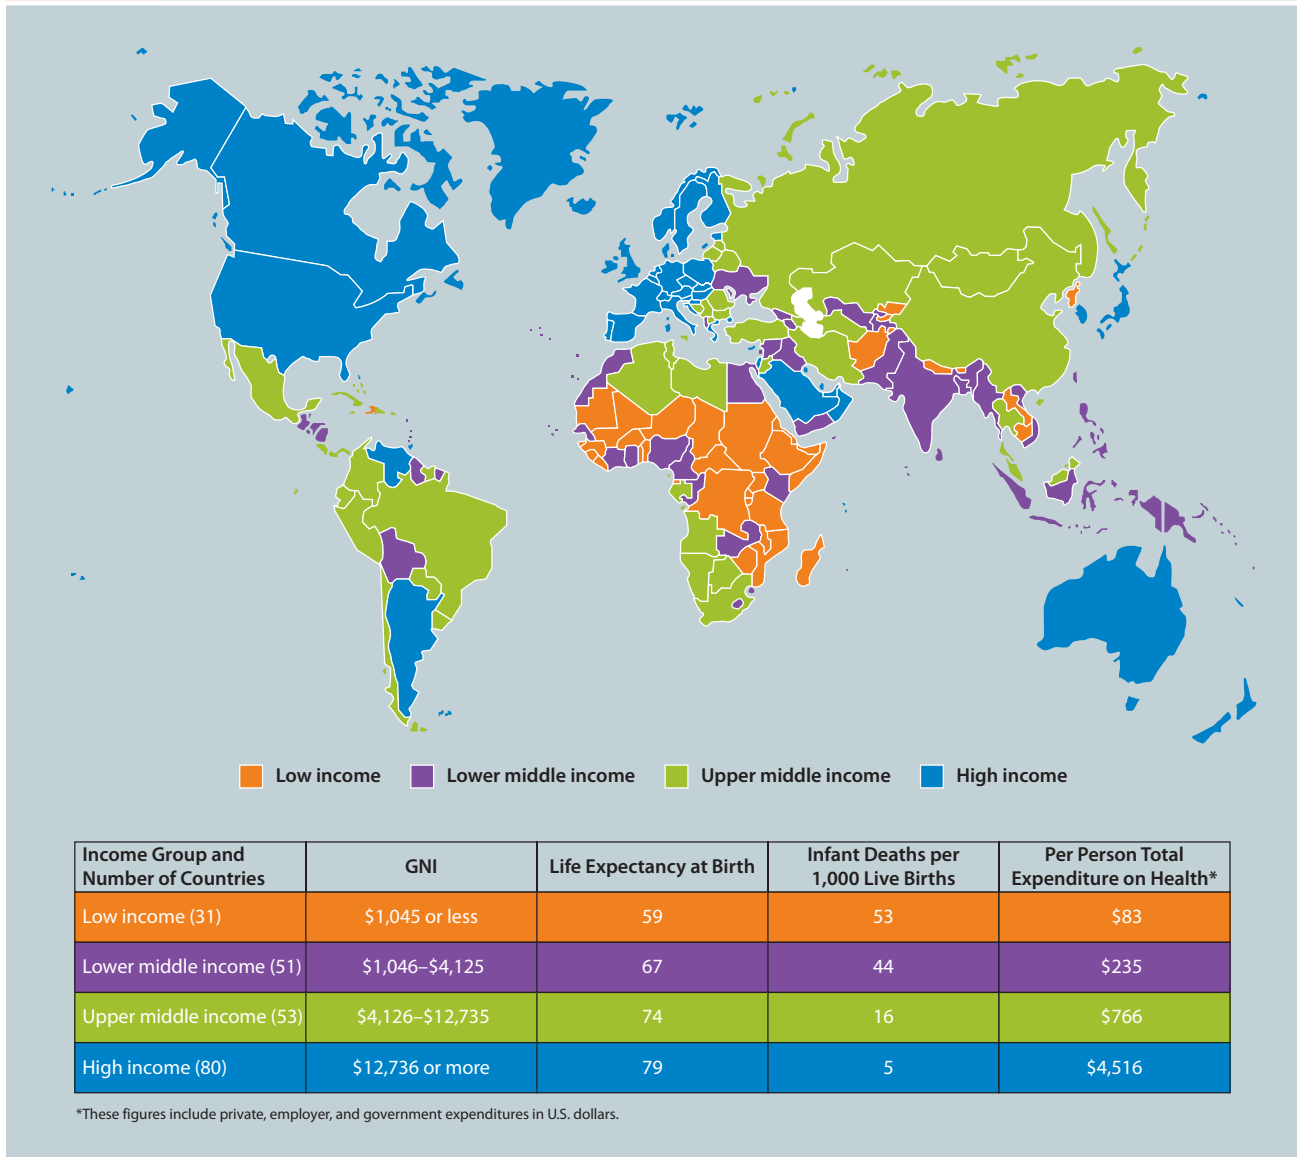 Low income
Lower middle income
Upper middle income
High income
Income Group and
Number of Countries
GNI
Life Expectancy at Birth
Infant Deaths per
1,000 Live Births
Per Person Total
Expenditure on Health*
Low income (31)
$1,045 or less
59
53
$83
Lower middle income (51)
$1,046–$4,125
67
44
$235
Upper middle income (53)
$4,126–$12,735
74
16
$766
High income (80)
$12,736 or more
79
5
$4,516
*These figures include private, employer, and government expenditures in U.S. dollars.